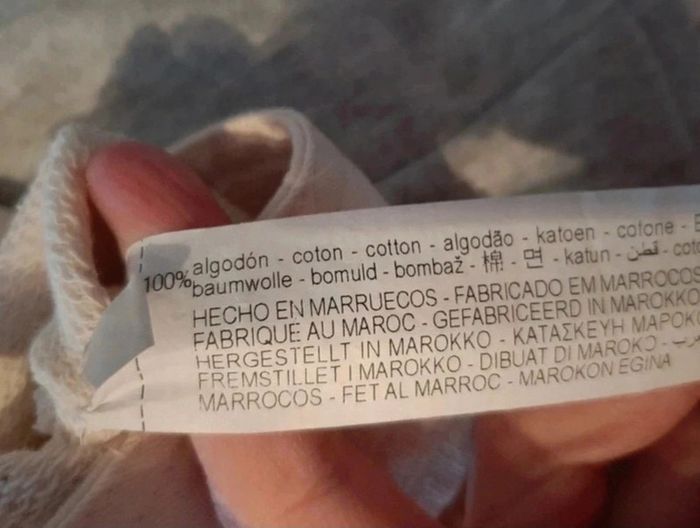 100% algodón - coton - cotton - algodão - katoen - cotone -
baumwolle - bomuld - bombaž - 棉 - 면 - katun - قطن -
HECHO EN MARRUECOS - FABRICADO EM MARROCOS
FABRIQUE AU MAROC - GEFABRICEERD IN MAROKKO
HERGESTELLT IN MAROKKO - ΚΑΤΑΣΚΕΥΗ ΜΑΡΟΚΟ
FREMSTILLET I MAROKKO - DIBUAT DI MAROKO -
MARROCOS - FET AL MARROC - MAROKON EGINA